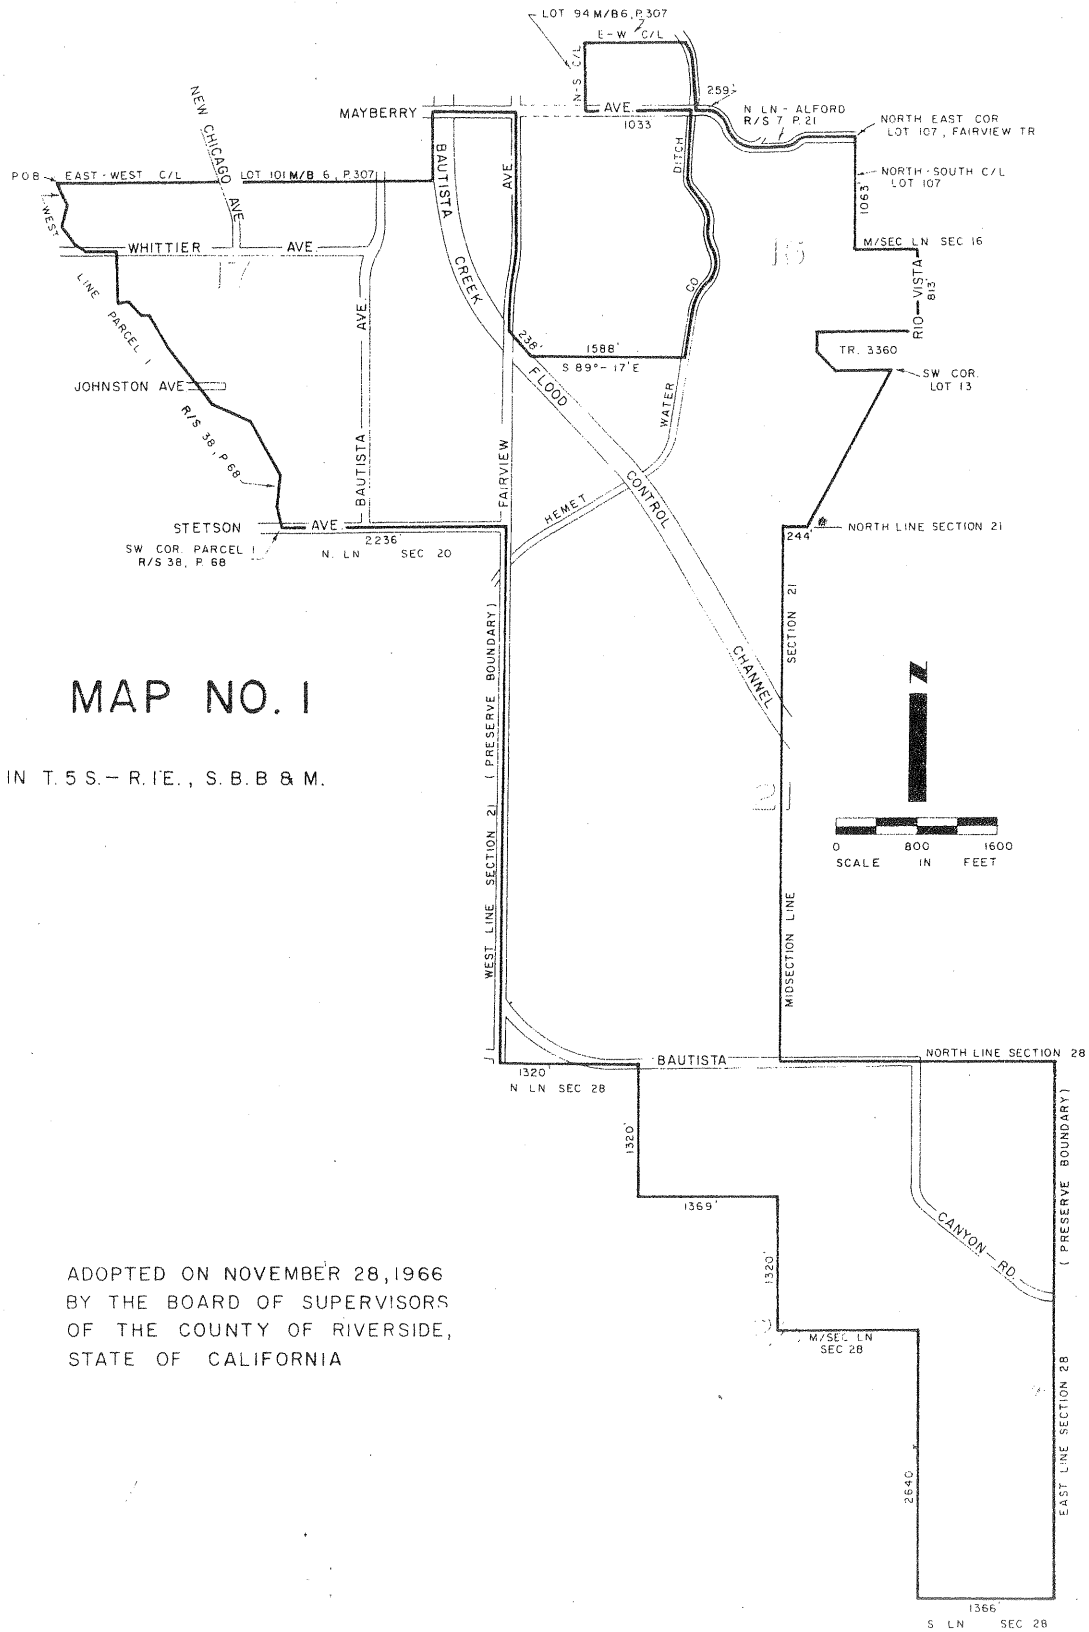 LOT 94 M/B 6, P.307
E-W C/L
N-S C/L
259'
MAYBERRY
AVE.
1033
N LN - ALFORD
R/S 7 P. 21
NORTH EAST COR
LOT 107, FAIRVIEW TR
NEW CHICAGO AVE
POB
EAST-WEST C/L
LOT 101 M/B 6, P.307
NORTH-SOUTH C/L
LOT 107
1063'
WEST
LINE PARCEL 1
R/S 38, P. 68
WHITTIER AVE.
17
16
M/SEC LN SEC 16
RIO VISTA
813'
BAUTISTA CREEK
FLOOD CONTROL CHANNEL
AVE
FAIRVIEW
DITCH
CO
WATER
HEMET
238'
1588'
S 89°-17'E
TR. 3360
SW COR.
LOT 13
JOHNSTON AVE
BAUTISTA AVE.
STETSON AVE.
2236'
N. LN SEC 20
SW COR. PARCEL 1
R/S 38, P. 68
244'
NORTH LINE SECTION 21
SECTION 21
MIDSECTION LINE
WEST LINE SECTION 21 (PRESERVE BOUNDARY)
MAP NO. 1
IN T. 5 S.- R. 1E., S. B. B & M.
21
N
0 800 1600
SCALE IN FEET
BAUTISTA
NORTH LINE SECTION 28
1320'
N LN SEC 28
1320'
1369'
1320'
CANYON RD.
(PRESERVE BOUNDARY)
EAST LINE SECTION 28
M/SEC LN
SEC 28
2640
1366'
S LN SEC 28
ADOPTED ON NOVEMBER 28, 1966
BY THE BOARD OF SUPERVISORS
OF THE COUNTY OF RIVERSIDE,
STATE OF CALIFORNIA